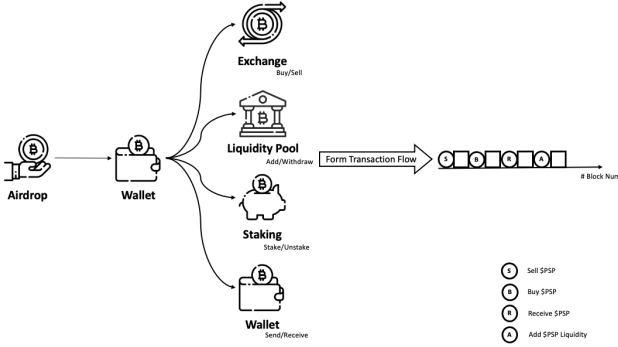 Exchange
Buy/Sell
Liquidity Pool
Add/Withdraw
Form Transaction Flow
S B R A
# Block Num
Airdrop
Wallet
Staking
Stake/Unstake
Wallet
Send/Receive
S Sell $PSP
B Buy $PSP
R Receive $PSP
A Add $PSP Liquidity